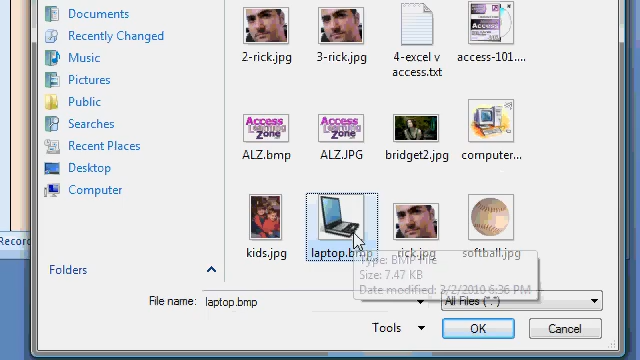 Documents
Recently Changed
Music
Pictures
Public
Searches
Recent Places
Desktop
Computer
Folders
2-rick.jpg
3-rick.jpg
4-excel v
access.txt
access-101....
Access
Learning
Zone
Access
Learning
Zone
ALZ.bmp
ALZ.JPG
bridget2.jpg
computer...
kids.jpg
laptop.bmp
rick.jpg
softball.jpg
Type: BMP File
Size: 7.47 KB
Date modified: 3/2/2010 6:36 PM
Record
File name:
laptop.bmp
All Files (*.*)
Tools
OK
Cancel